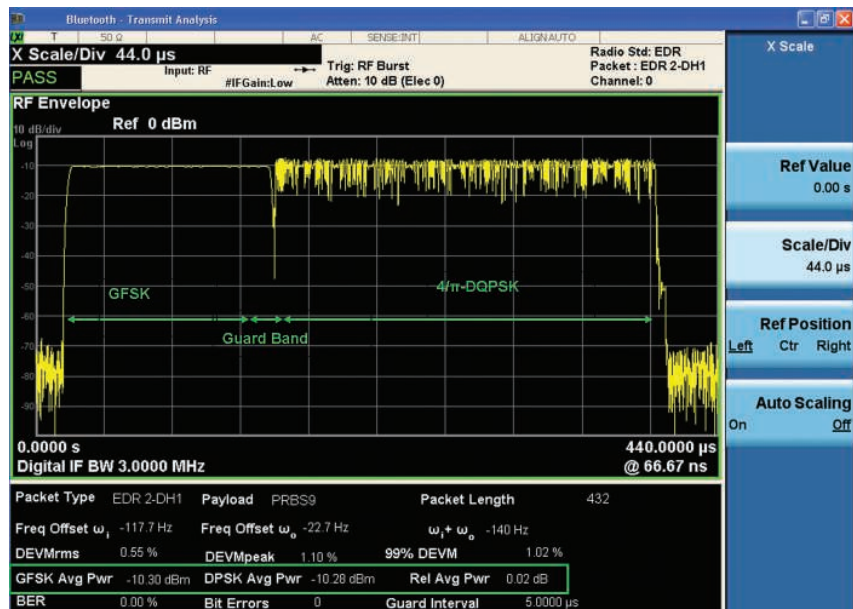 Bluetooth - Transmit Analysis
LXI T 50 Ω AC SENSE:INT ALIGN AUTO
X Scale/Div 44.0 µs
PASS
Input: RF
#IFGain:Low
Trig: RF Burst
Atten: 10 dB (Elec 0)
Radio Std: EDR
Packet : EDR 2-DH1
Channel: 0
RF Envelope
10 dB/div
Ref 0 dBm
Log
-10
-20
-30
-40
-50
-60
-70
-80
-90
GFSK
Guard Band
4/π-DQPSK
0.0000 s
440.0000 µs
Digital IF BW 3.0000 MHz
@ 66.67 ns
Packet Type EDR 2-DH1 Payload PRBS9 Packet Length 432
Freq Offset ωi -117.7 Hz Freq Offset ωo -22.7 Hz ωi+ ωo -140 Hz
DEVMrms 0.55 % DEVMpeak 1.10 % 99% DEVM 1.02 %
GFSK Avg Pwr -10.30 dBm DPSK Avg Pwr -10.28 dBm Rel Avg Pwr 0.02 dB
BER 0.00 % Bit Errors 0 Guard Interval 5.0000 µs
X Scale
Ref Value
0.00 s
Scale/Div
44.0 µs
Ref Position
Left Ctr Right
Auto Scaling
On Off